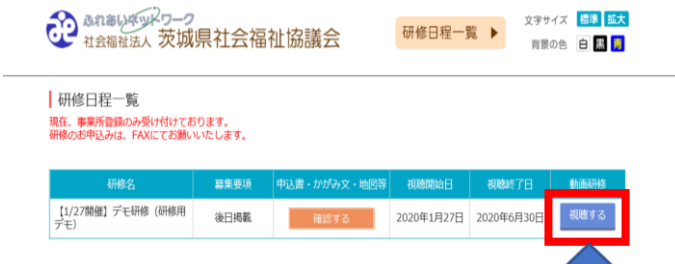 ふれあいネットワーク
社会福祉法人 茨城県社会福祉協議会
研修日程一覧 ▶
文字サイズ 標準 拡大
背景の色 白 黒 青
研修日程一覧
現在、事業所登録のみ受け付けております。
研修のお申込みは、FAXにてお願いいたします。
研修名 募集要項 申込書・かがみ文・地図等 視聴開始日 視聴終了日 動画研修
【1/27開催】デモ研修（研修用
デモ） 後日掲載 確認する 2020年1月27日 2020年6月30日 視聴する